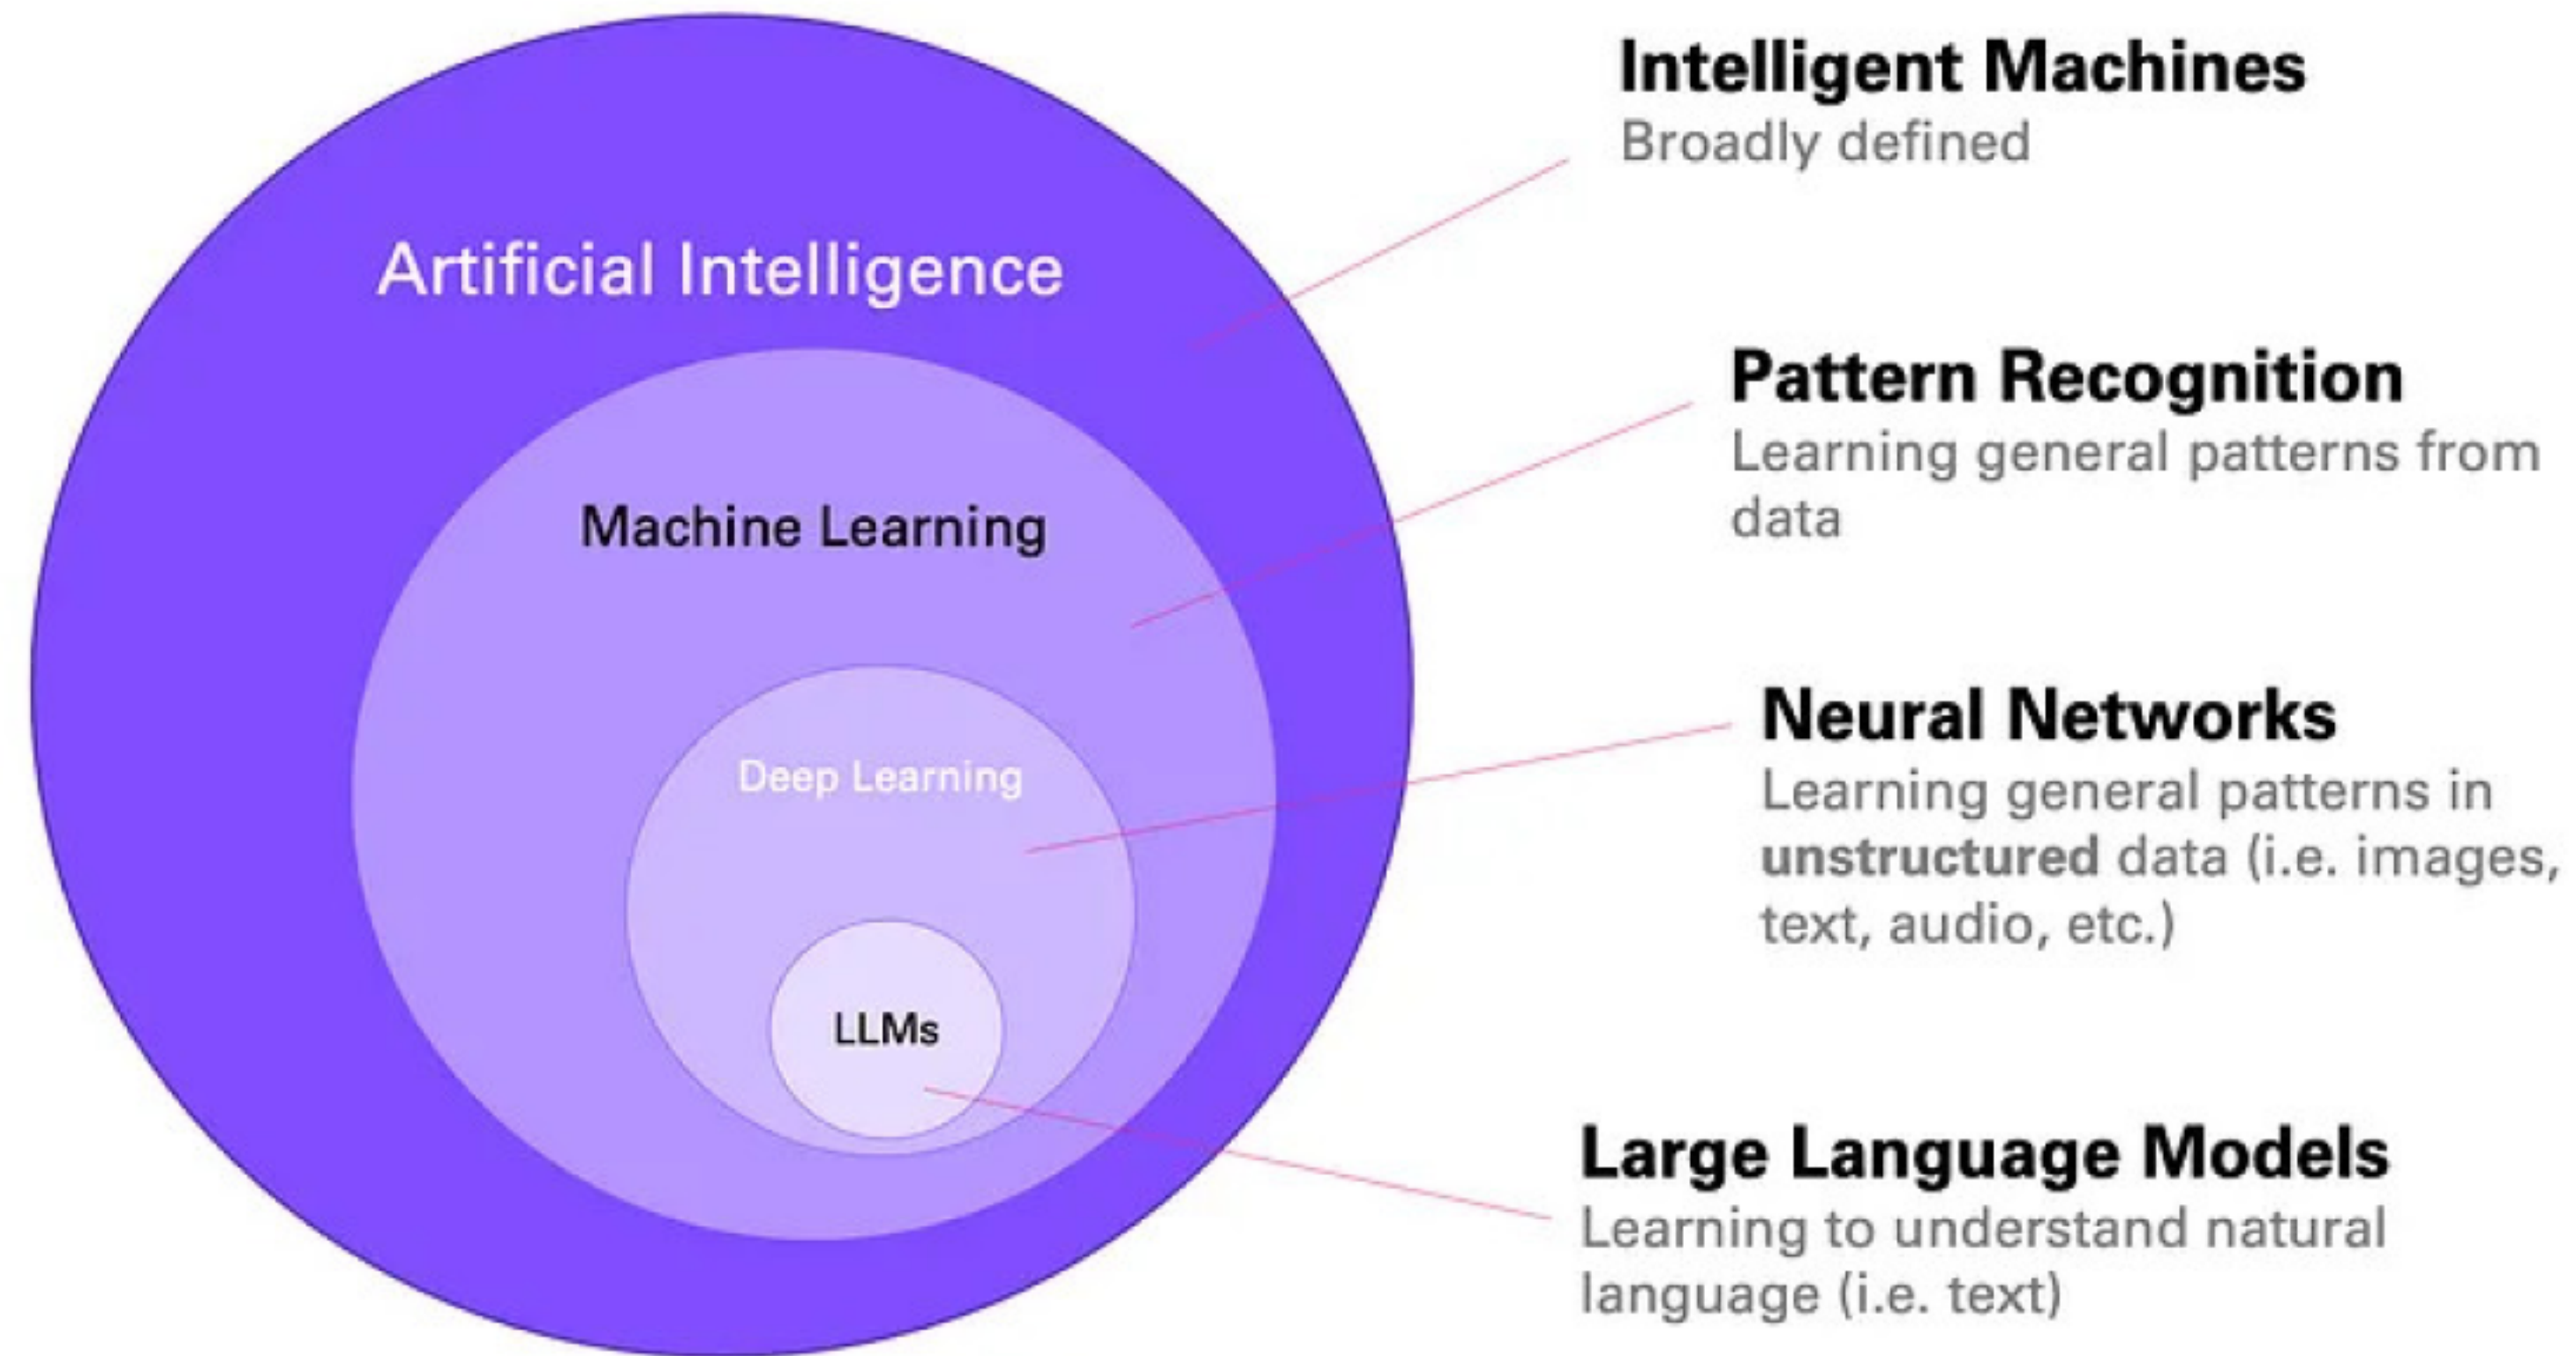 Artificial Intelligence
Machine Learning
Deep Learning
LLMs
Intelligent Machines
Broadly defined
Pattern Recognition
Learning general patterns from
data
Neural Networks
Learning general patterns in
unstructured data (i.e. images,
text, audio, etc.)
Large Language Models
Learning to understand natural
language (i.e. text)